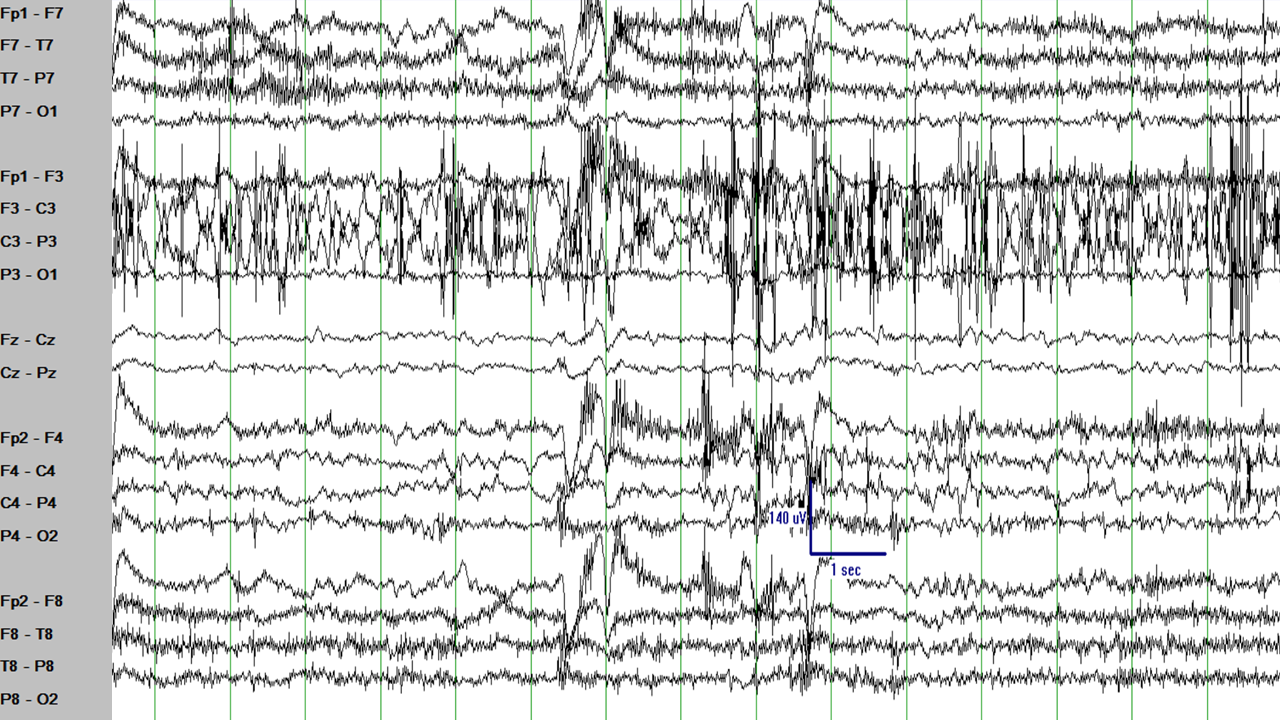 Fp1 - F7
F7 - T7
T7 - P7
P7 - O1
Fp1 - F3
F3 - C3
C3 - P3
P3 - O1
Fz - Cz
Cz - Pz
Fp2 - F4
F4 - C4
C4 - P4
P4 - O2
Fp2 - F8
F8 - T8
T8 - P8
P8 - O2
140 uV
1 sec